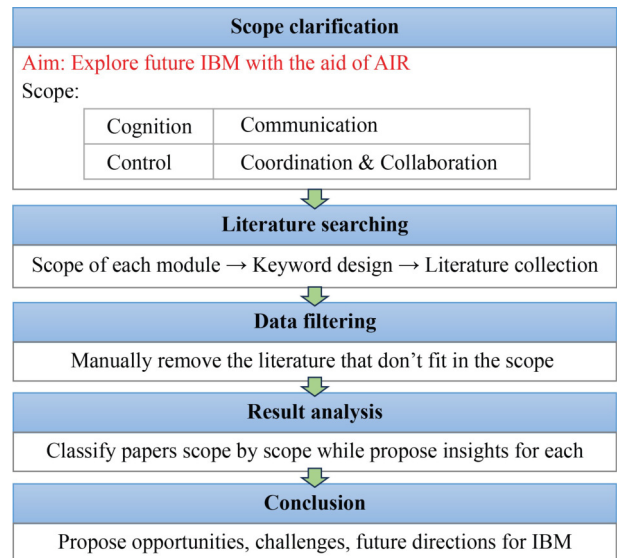 Scope clarification
Aim: Explore future IBM with the aid of AIR
Scope:
Cognition Communication
Control Coordination & Collaboration
Literature searching
Scope of each module → Keyword design → Literature collection
Data filtering
Manually remove the literature that don't fit in the scope
Result analysis
Classify papers scope by scope while propose insights for each
Conclusion
Propose opportunities, challenges, future directions for IBM